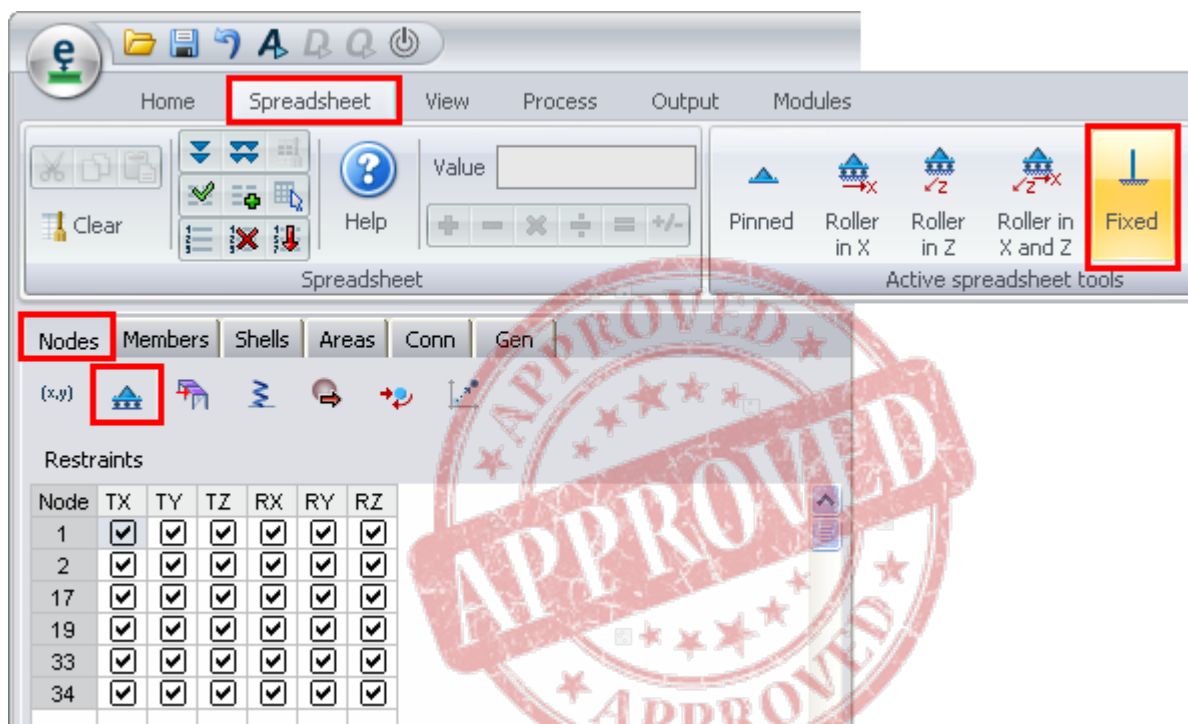 Home Spreadsheet View Process Output Modules
Clear
Help
Value
Spreadsheet
Pinned
Roller in X
Roller in Z
Roller in X and Z
Fixed
Active spreadsheet tools
Nodes Members Shells Areas Conn Gen
(x,y)
Restraints
Node TX TY TZ RX RY RZ
1
2
17
19
33
34
APPROVED
APPROVED
APPROVED